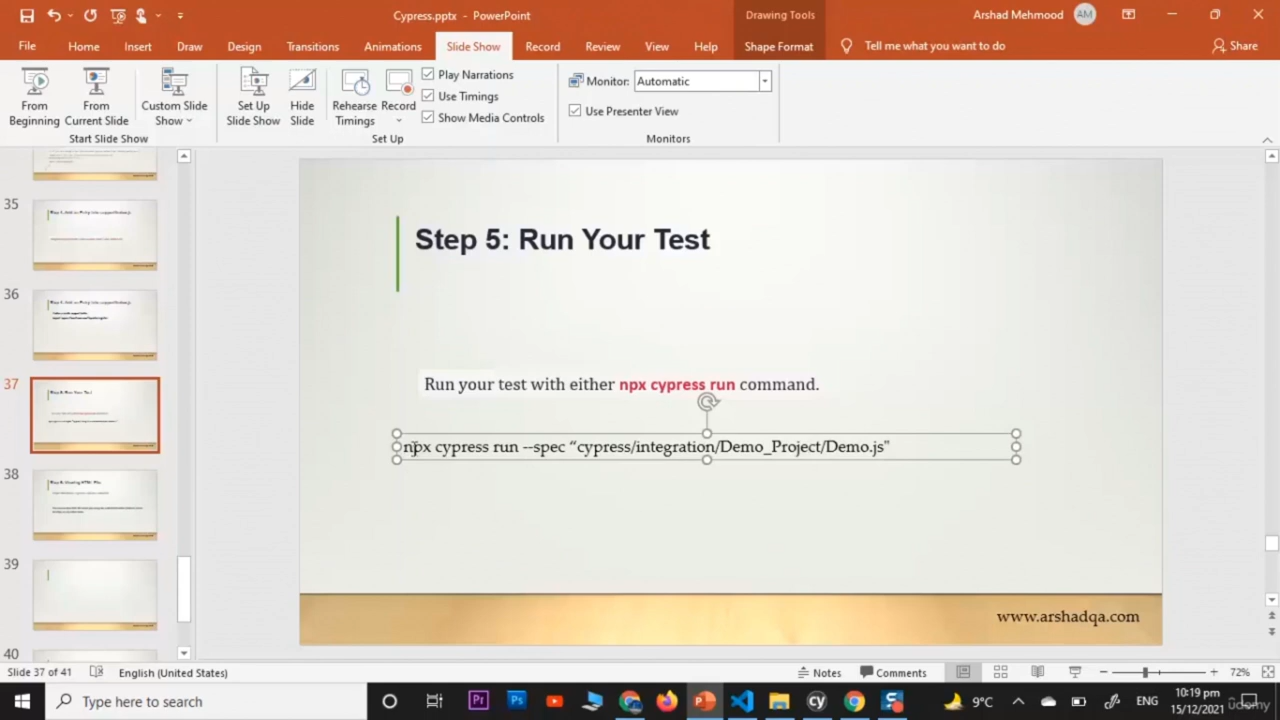 Cypress.pptx - PowerPoint
Drawing Tools
Arshad Mehmood
AM
File
Home
Insert
Draw
Design
Transitions
Animations
Slide Show
Record
Review
View
Help
Shape Format
Tell me what you want to do
Share
From Beginning
From Current Slide
Custom Slide Show
Start Slide Show
Set Up Slide Show
Hide Slide
Rehearse Timings
Record
Play Narrations
Use Timings
Show Media Controls
Set Up
Monitor:
Automatic
Use Presenter View
Monitors
35
36
37
38
39
40
Step 5: Run Your Test
Run your test with either npx cypress run command.
npx cypress run --spec “cypress/integration/Demo_Project/Demo.js"
www.arshadqa.com
Slide 37 of 41
English (United States)
Notes
Comments
72%
Type here to search
Pr
Ps
cy
9°C
ENG
10:19 pm
15/12/2021
ûdemy